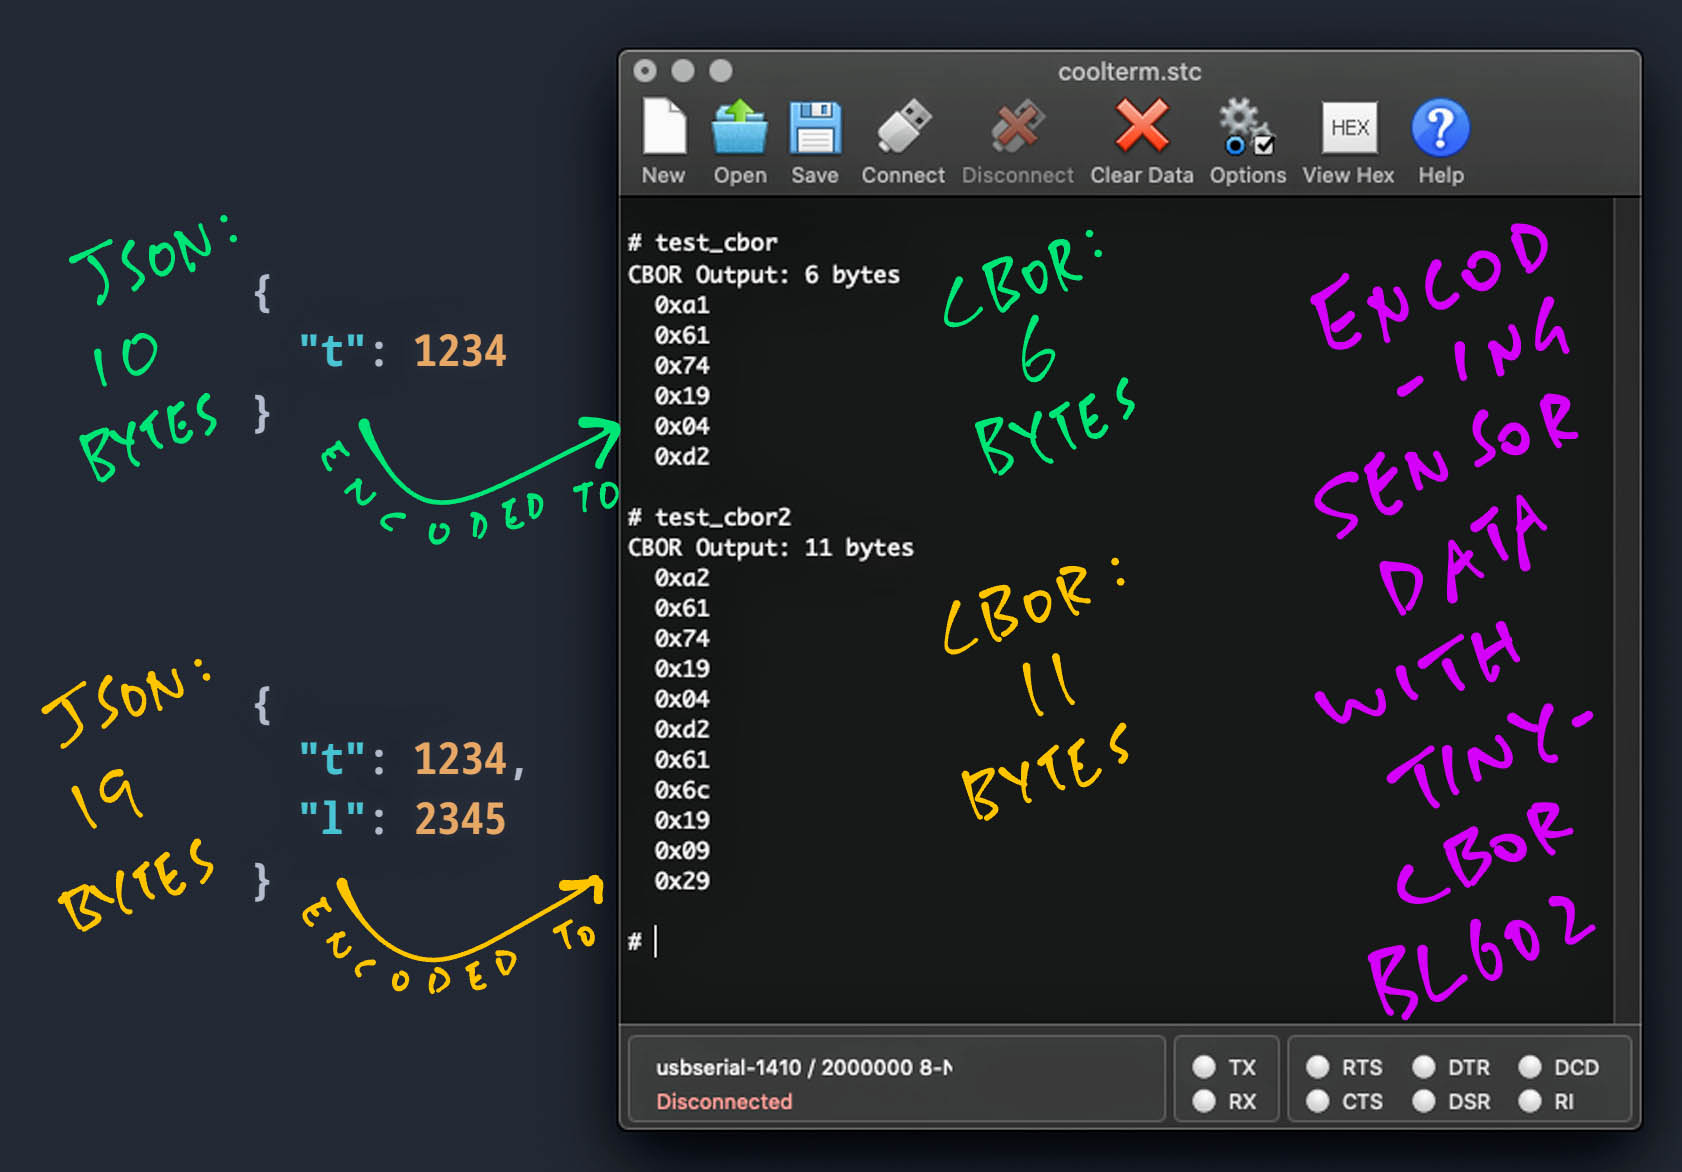 coolterm.stc
New Open Save Connect Disconnect Clear Data Options HEX View Hex ? Help
JSON:
10
BYTES
{
"t": 1234
}
ENCODED TO
# test_cbor
CBOR Output: 6 bytes
0xa1
0x61
0x74
0x19
0x04
0xd2
CBOR:
6
BYTES
JSON:
19
BYTES
{
"t": 1234,
"l": 2345
}
ENCODED TO
# test_cbor2
CBOR Output: 11 bytes
0xa2
0x61
0x74
0x19
0x04
0xd2
0x61
0x6c
0x19
0x09
0x29
#
CBOR:
11
BYTES
ENCOD
-ING
SENSOR
DATA
WITH
TINY-
CBOR
BL602
usbserial-1410 / 2000000 8-N
Disconnected
TX
RX
RTS DTR DCD
CTS DSR RI